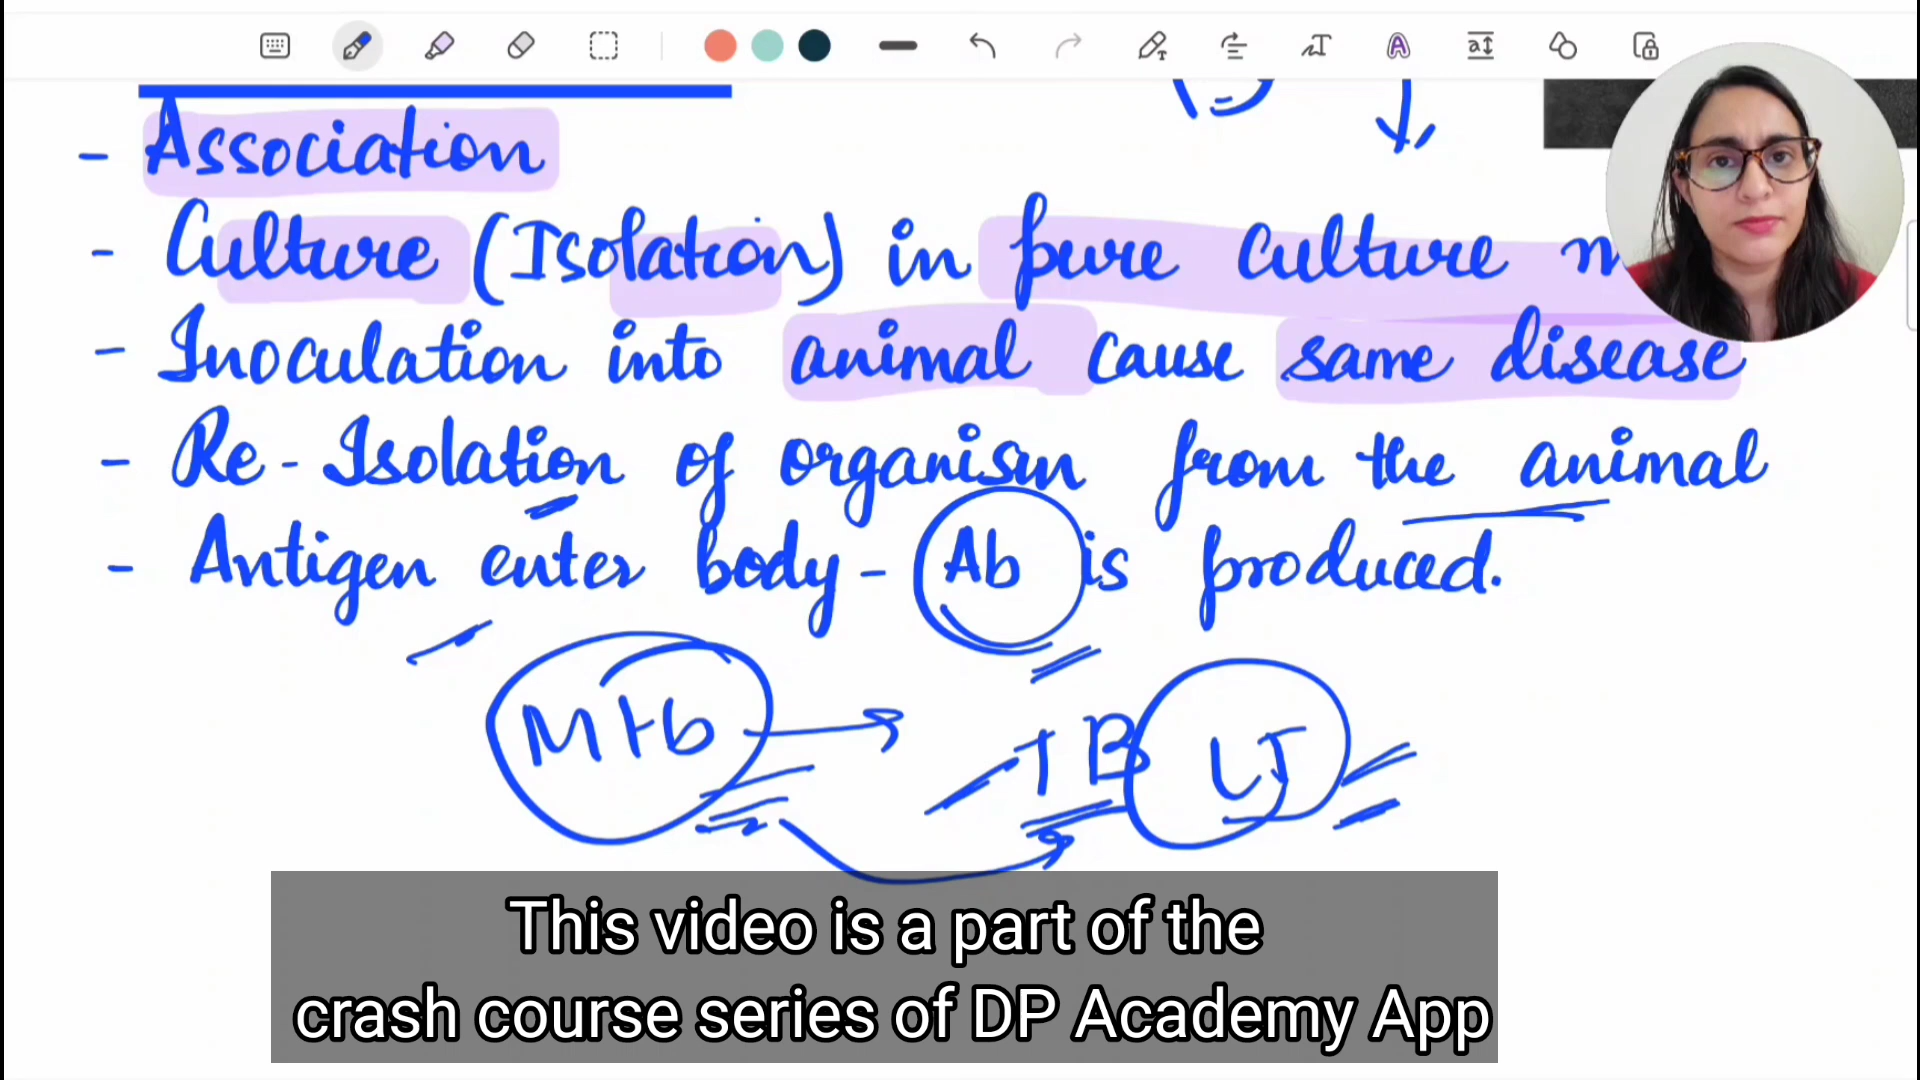 - Association
- Culture (Isolation) in pure culture
- Inoculation into animal cause same disease
- Re-Isolation of organism from the animal
- Antigen enter body - Ab is produced.
Mtb → TB LJ
This video is a part of the
crash course series of DP Academy App